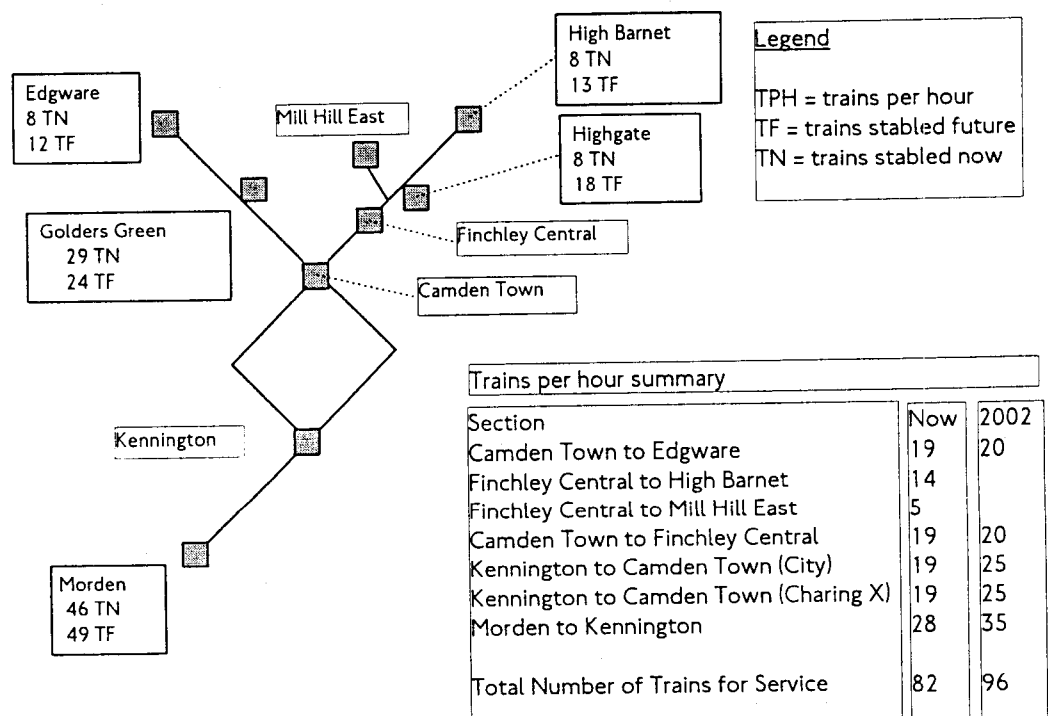 High Barnet
8 TN
13 TF
Legend
TPH = trains per hour
TF = trains stabled future
TN = trains stabled now
Edgware
8 TN
12 TF
Mill Hill East
Highgate
8 TN
18 TF
Golders Green
29 TN
24 TF
Finchley Central
Camden Town
Kennington
Morden
46 TN
49 TF
Trains per hour summary
Section Now 2002
Camden Town to Edgware 19 20
Finchley Central to High Barnet 14
Finchley Central to Mill Hill East 5
Camden Town to Finchley Central 19 20
Kennington to Camden Town (City) 19 25
Kennington to Camden Town (Charing X) 19 25
Morden to Kennington 28 35
Total Number of Trains for Service 82 96